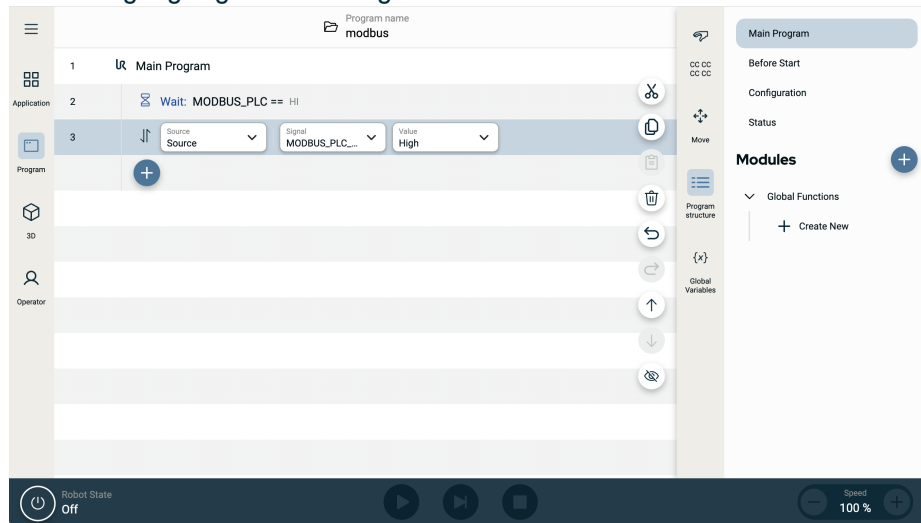 Program name
modbus
Application
Program
3D
Operator
1 Main Program
2 Wait: MODBUS_PLC == HI
3
Source
Source
Signal
MODBUS_PLC_...
Value
High
CC CC
CC CC
Move
Program
structure
{x}
Global
Variables
Main Program
Before Start
Configuration
Status
Modules
Global Functions
Create New
Robot State
Off
Speed
100 %